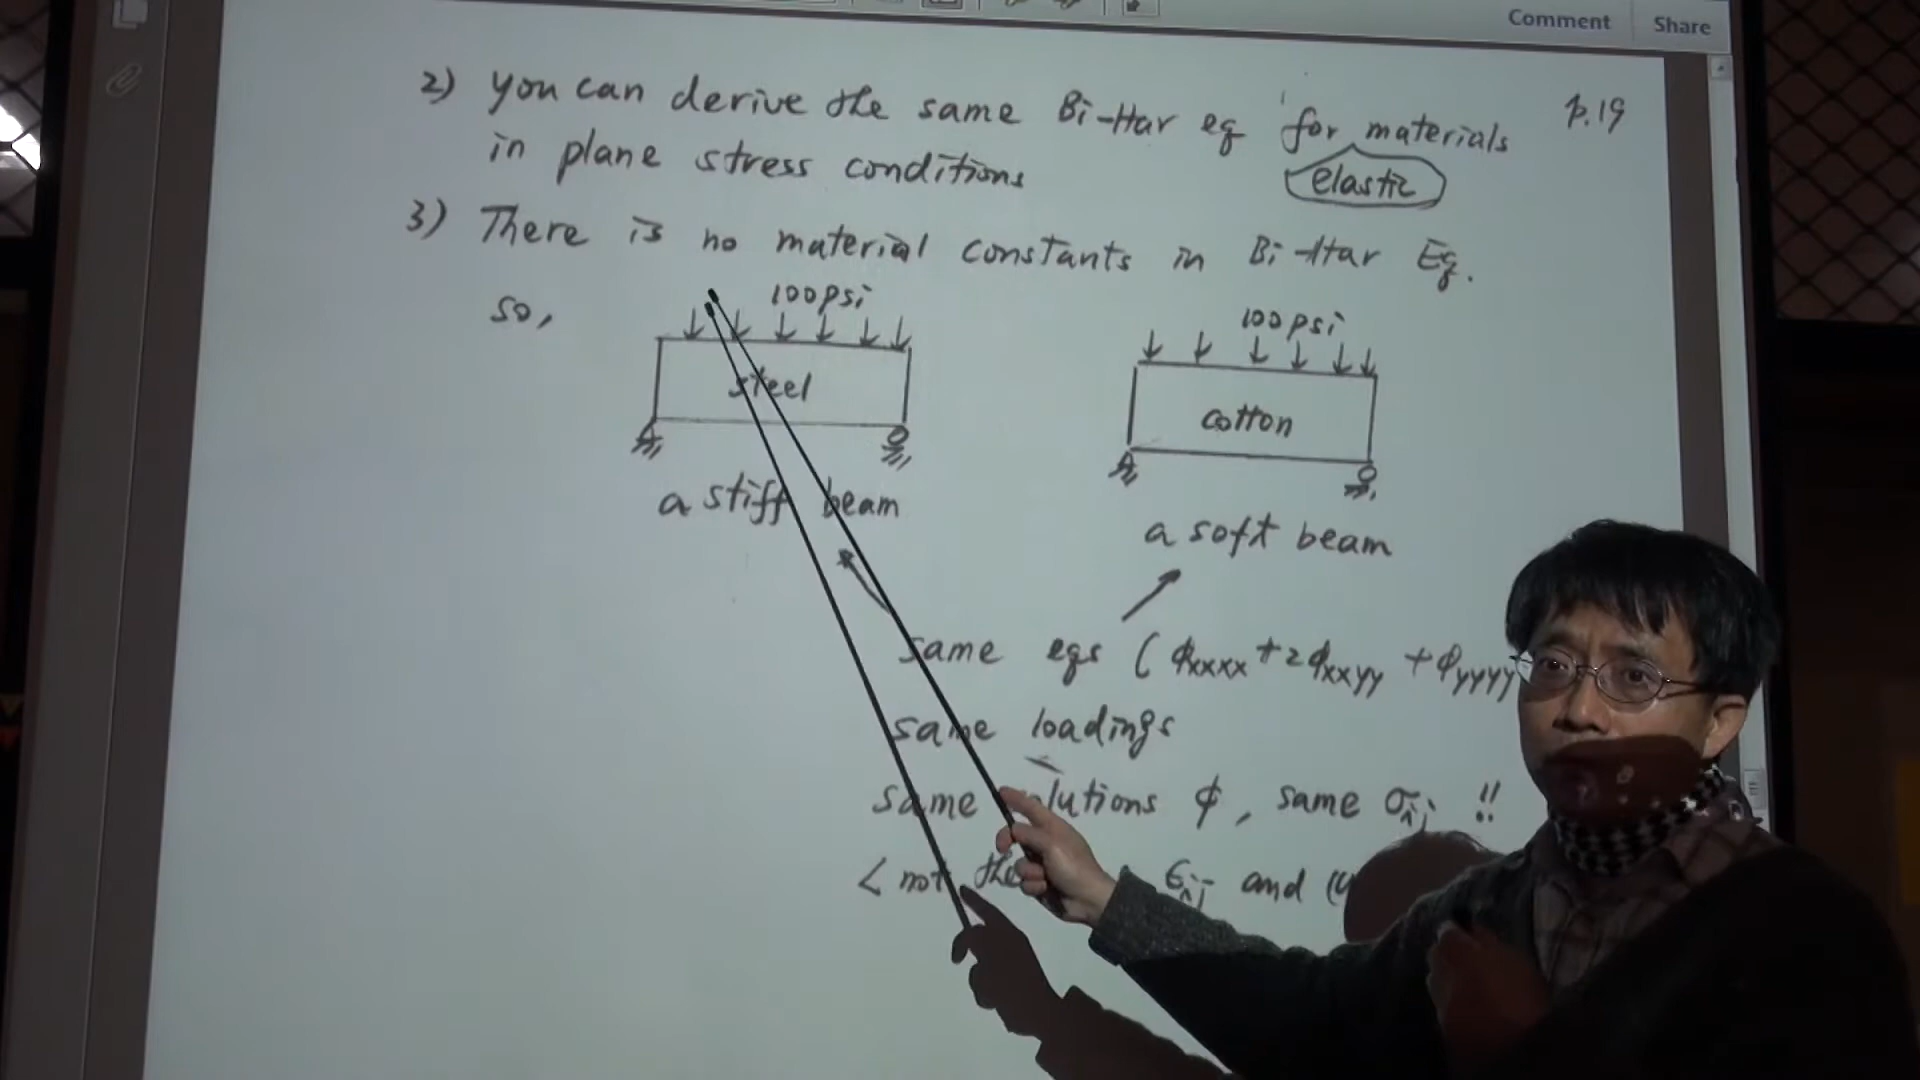 Comment Share
p.19
2) you can derive the same Bi-Har eq for materials
elastic
in plane stress conditions
3) There is no material constants in Bi-Har Eq.
so,
100psi
100psi
steel
cotton
a stiff beam
a soft beam
same eqs ( ϕxxxx + 2ϕxxyy + ϕyyyy
same loadings
same solutions ϕ, same σij !!
< not the ϵij and (u